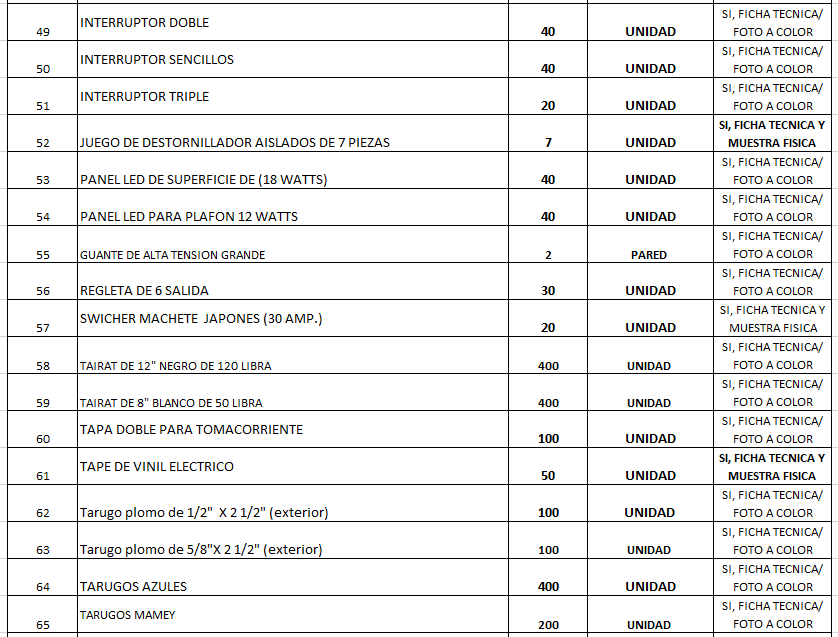 49 INTERRUPTOR DOBLE 40 UNIDAD SI, FICHA TECNICA/
FOTO A COLOR
50 INTERRUPTOR SENCILLOS 40 UNIDAD SI, FICHA TECNICA/
FOTO A COLOR
51 INTERRUPTOR TRIPLE 20 UNIDAD SI, FICHA TECNICA/
FOTO A COLOR
52 JUEGO DE DESTORNILLADOR AISLADOS DE 7 PIEZAS 7 UNIDAD SI, FICHA TECNICA Y
MUESTRA FISICA
53 PANEL LED DE SUPERFICIE DE (18 WATTS) 40 UNIDAD SI, FICHA TECNICA/
FOTO A COLOR
54 PANEL LED PARA PLAFON 12 WATTS 40 UNIDAD SI, FICHA TECNICA/
FOTO A COLOR
55 GUANTE DE ALTA TENSION GRANDE 2 PARED SI, FICHA TECNICA/
FOTO A COLOR
56 REGLETA DE 6 SALIDA 30 UNIDAD SI, FICHA TECNICA/
FOTO A COLOR
57 SWICHER MACHETE JAPONES (30 AMP.) 20 UNIDAD SI, FICHA TECNICA Y
MUESTRA FISICA
58 TAIRAT DE 12" NEGRO DE 120 LIBRA 400 UNIDAD SI, FICHA TECNICA/
FOTO A COLOR
59 TAIRAT DE 8" BLANCO DE 50 LIBRA 400 UNIDAD SI, FICHA TECNICA/
FOTO A COLOR
60 TAPA DOBLE PARA TOMACORRIENTE 100 UNIDAD SI, FICHA TECNICA/
FOTO A COLOR
61 TAPE DE VINIL ELECTRICO 50 UNIDAD SI, FICHA TECNICA Y
MUESTRA FISICA
62 Tarugo plomo de 1/2" X 2 1/2" (exterior) 100 UNIDAD SI, FICHA TECNICA/
FOTO A COLOR
63 Tarugo plomo de 5/8"X 2 1/2" (exterior) 100 UNIDAD SI, FICHA TECNICA/
FOTO A COLOR
64 TARUGOS AZULES 400 UNIDAD SI, FICHA TECNICA/
FOTO A COLOR
65 TARUGOS MAMEY 200 UNIDAD SI, FICHA TECNICA/
FOTO A COLOR